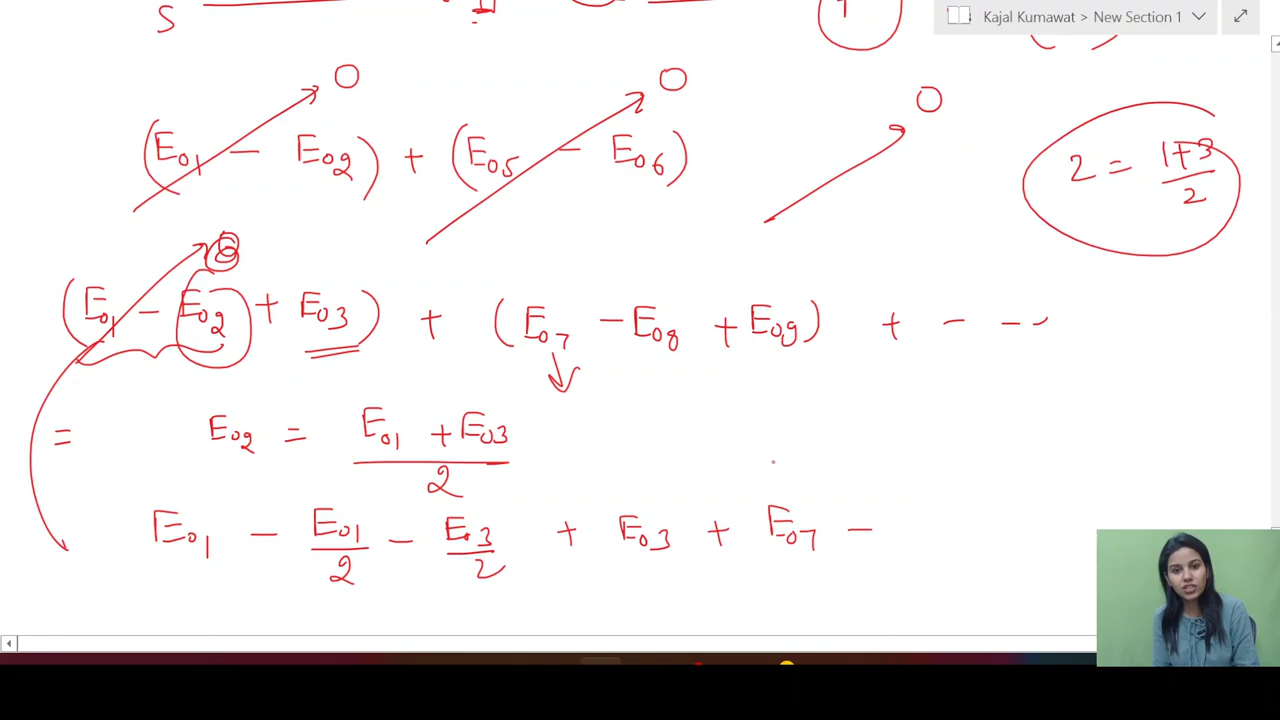 Kajal Kumawat > New Section 1
S
0 0 0
(E01 − E02) + (E05 − E06)
2 = 1+3/2
(E01 − E02 + E03) + (E07 − E08 + E09) + - - -
= E02 = E01 + E03/2
E01 − E01/2 − E03/2 + E03 + E07 −